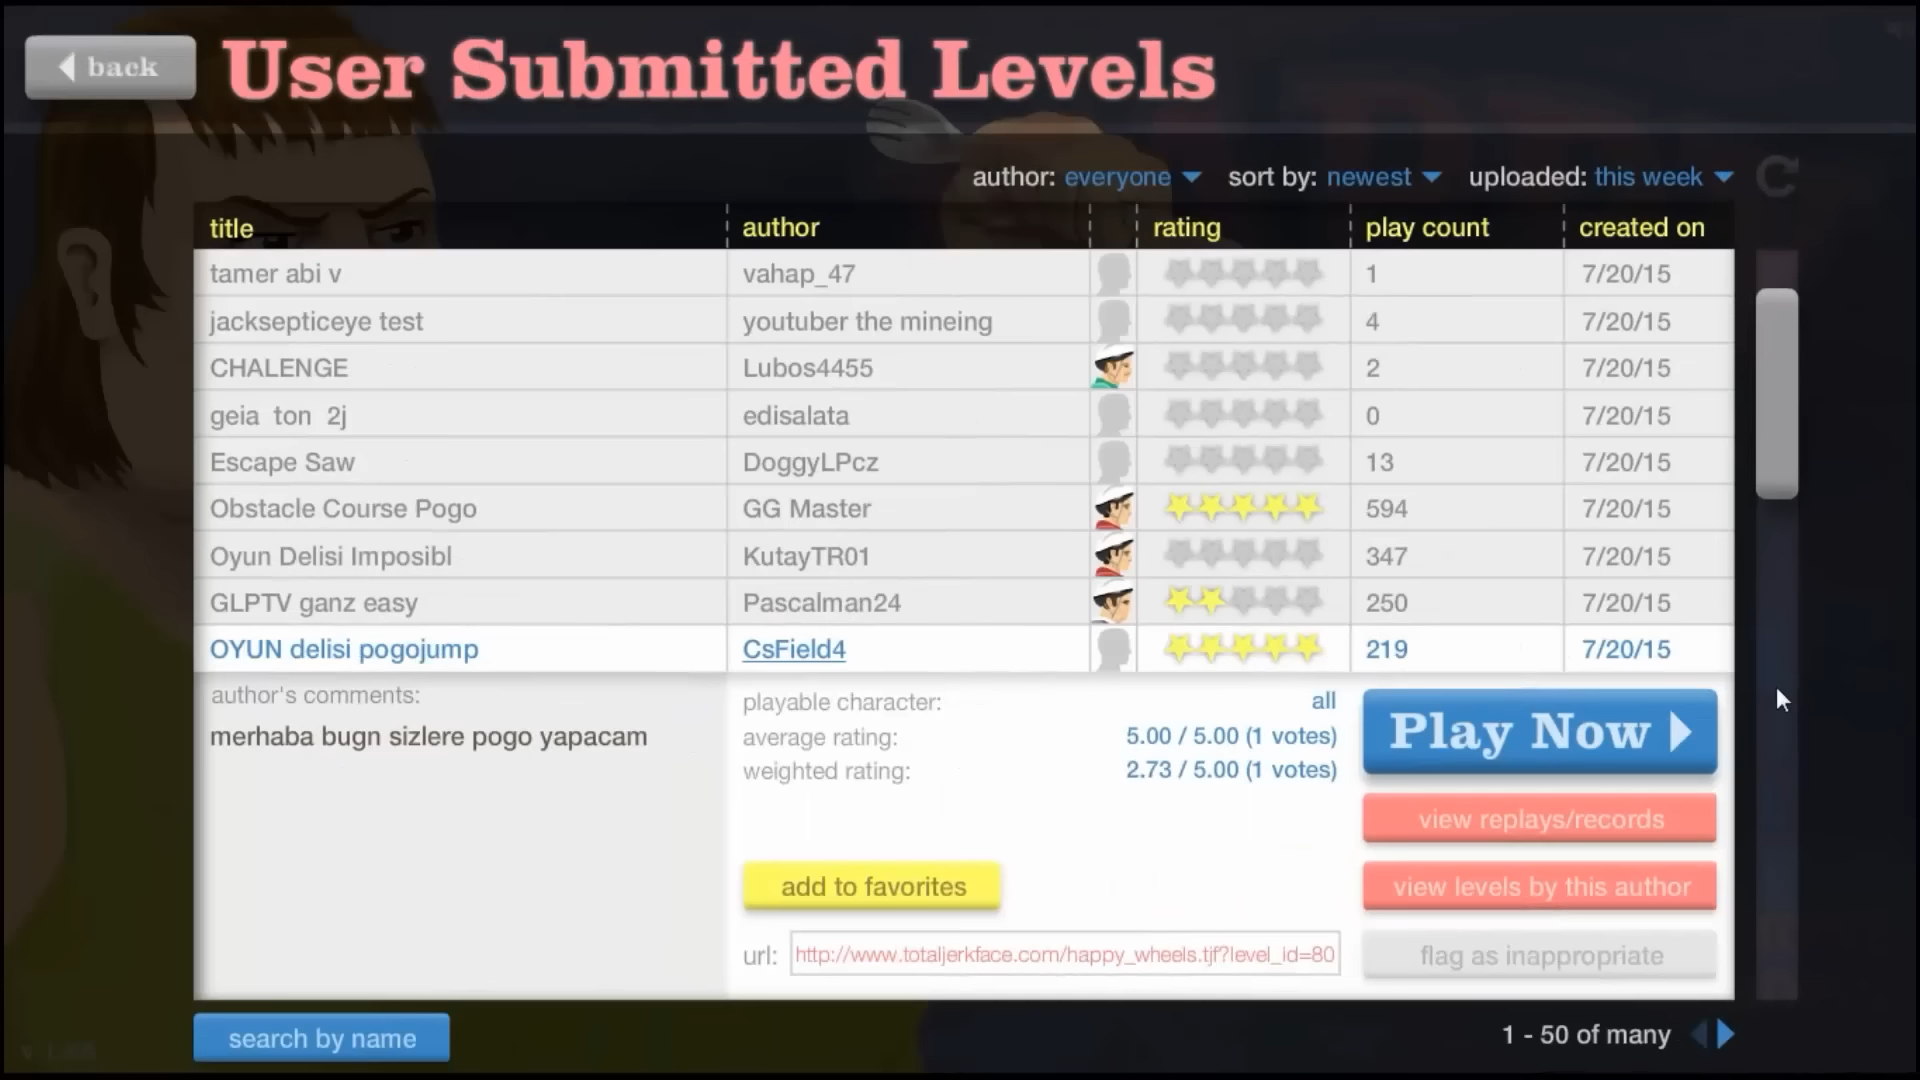 back
User Submitted Levels
author: everyone sort by: newest uploaded: this week
title author rating play count created on
tamer abi v vahap_47 1 7/20/15
jacksepticeye test youtuber the mineing 4 7/20/15
CHALENGE Lubos4455 2 7/20/15
geia ton 2j edisalata 0 7/20/15
Escape Saw DoggyLPcz 13 7/20/15
Obstacle Course Pogo GG Master 594 7/20/15
Oyun Delisi Imposibl KutayTR01 347 7/20/15
GLPTV ganz easy Pascalman24 250 7/20/15
OYUN delisi pogojump CsField4 219 7/20/15
author's comments:
merhaba bugn sizlere pogo yapacam
playable character: all
average rating: 5.00 / 5.00 (1 votes)
weighted rating: 2.73 / 5.00 (1 votes)
Play Now
view replays/records
add to favorites
view levels by this author
url: http://www.totaljerkface.com/happy_wheels.tjf?level_id=80
flag as inappropriate
search by name
1 - 50 of many